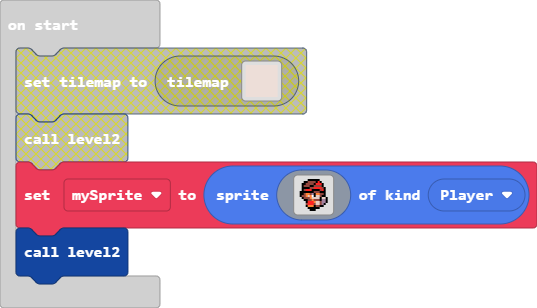 on start
set tilemap to tilemap
call level2
set mySprite to sprite of kind Player
call level2